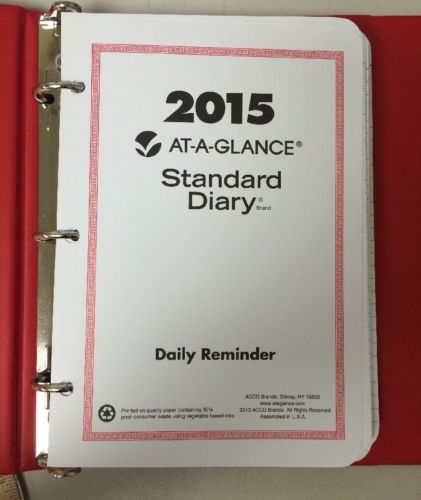 2015
AT-A-GLANCE®
Standard
Diary®
Brand
Daily Reminder
ACCO Brands, Sidney, NY 13838
www.ataglance.com
2013 ACCO Brands All Rights Reserved
Assembled in U.S.A.
Printed on quality paper containing 30%
post-consumer waste using vegetable based inks